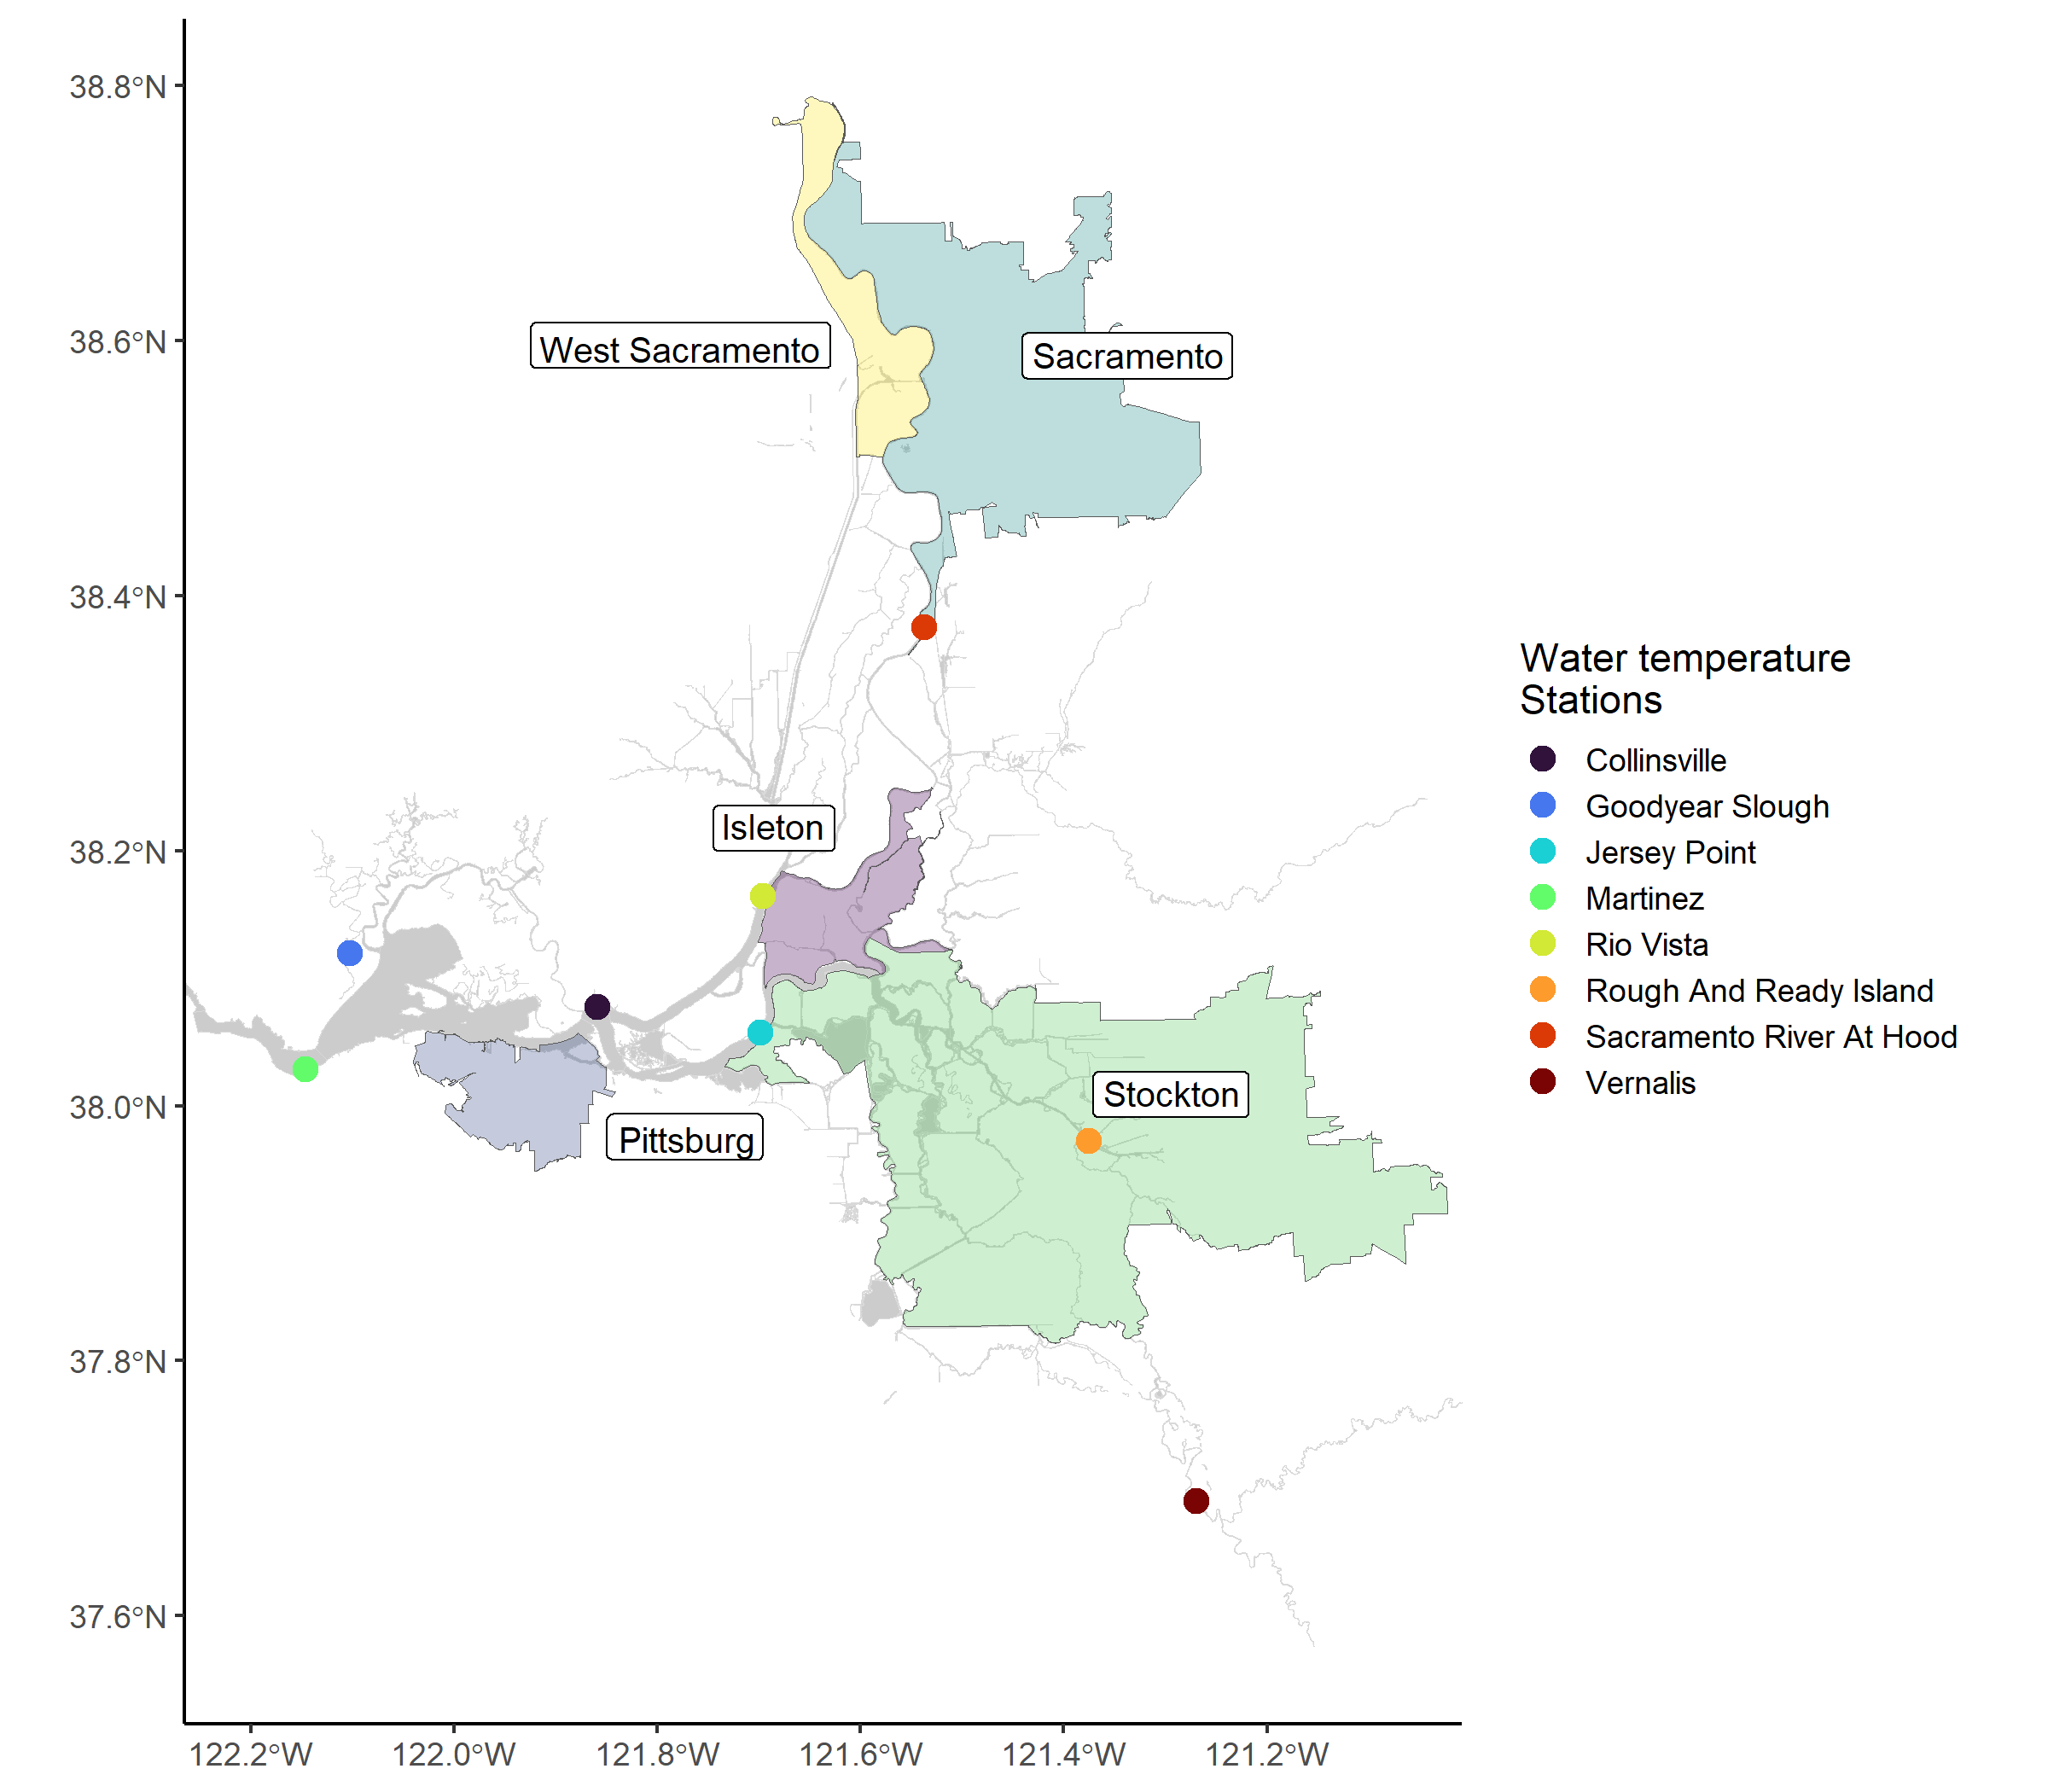 38.8°N
38.6°N
38.4°N
38.2°N
38.0°N
37.8°N
37.6°N
122.2°W
122.0°W
121.8°W
121.6°W
121.4°W
121.2°W
West Sacramento
Sacramento
Isleton
Stockton
Pittsburg
Water temperature
Stations
Collinsville
Goodyear Slough
Jersey Point
Martinez
Rio Vista
Rough And Ready Island
Sacramento River At Hood
Vernalis